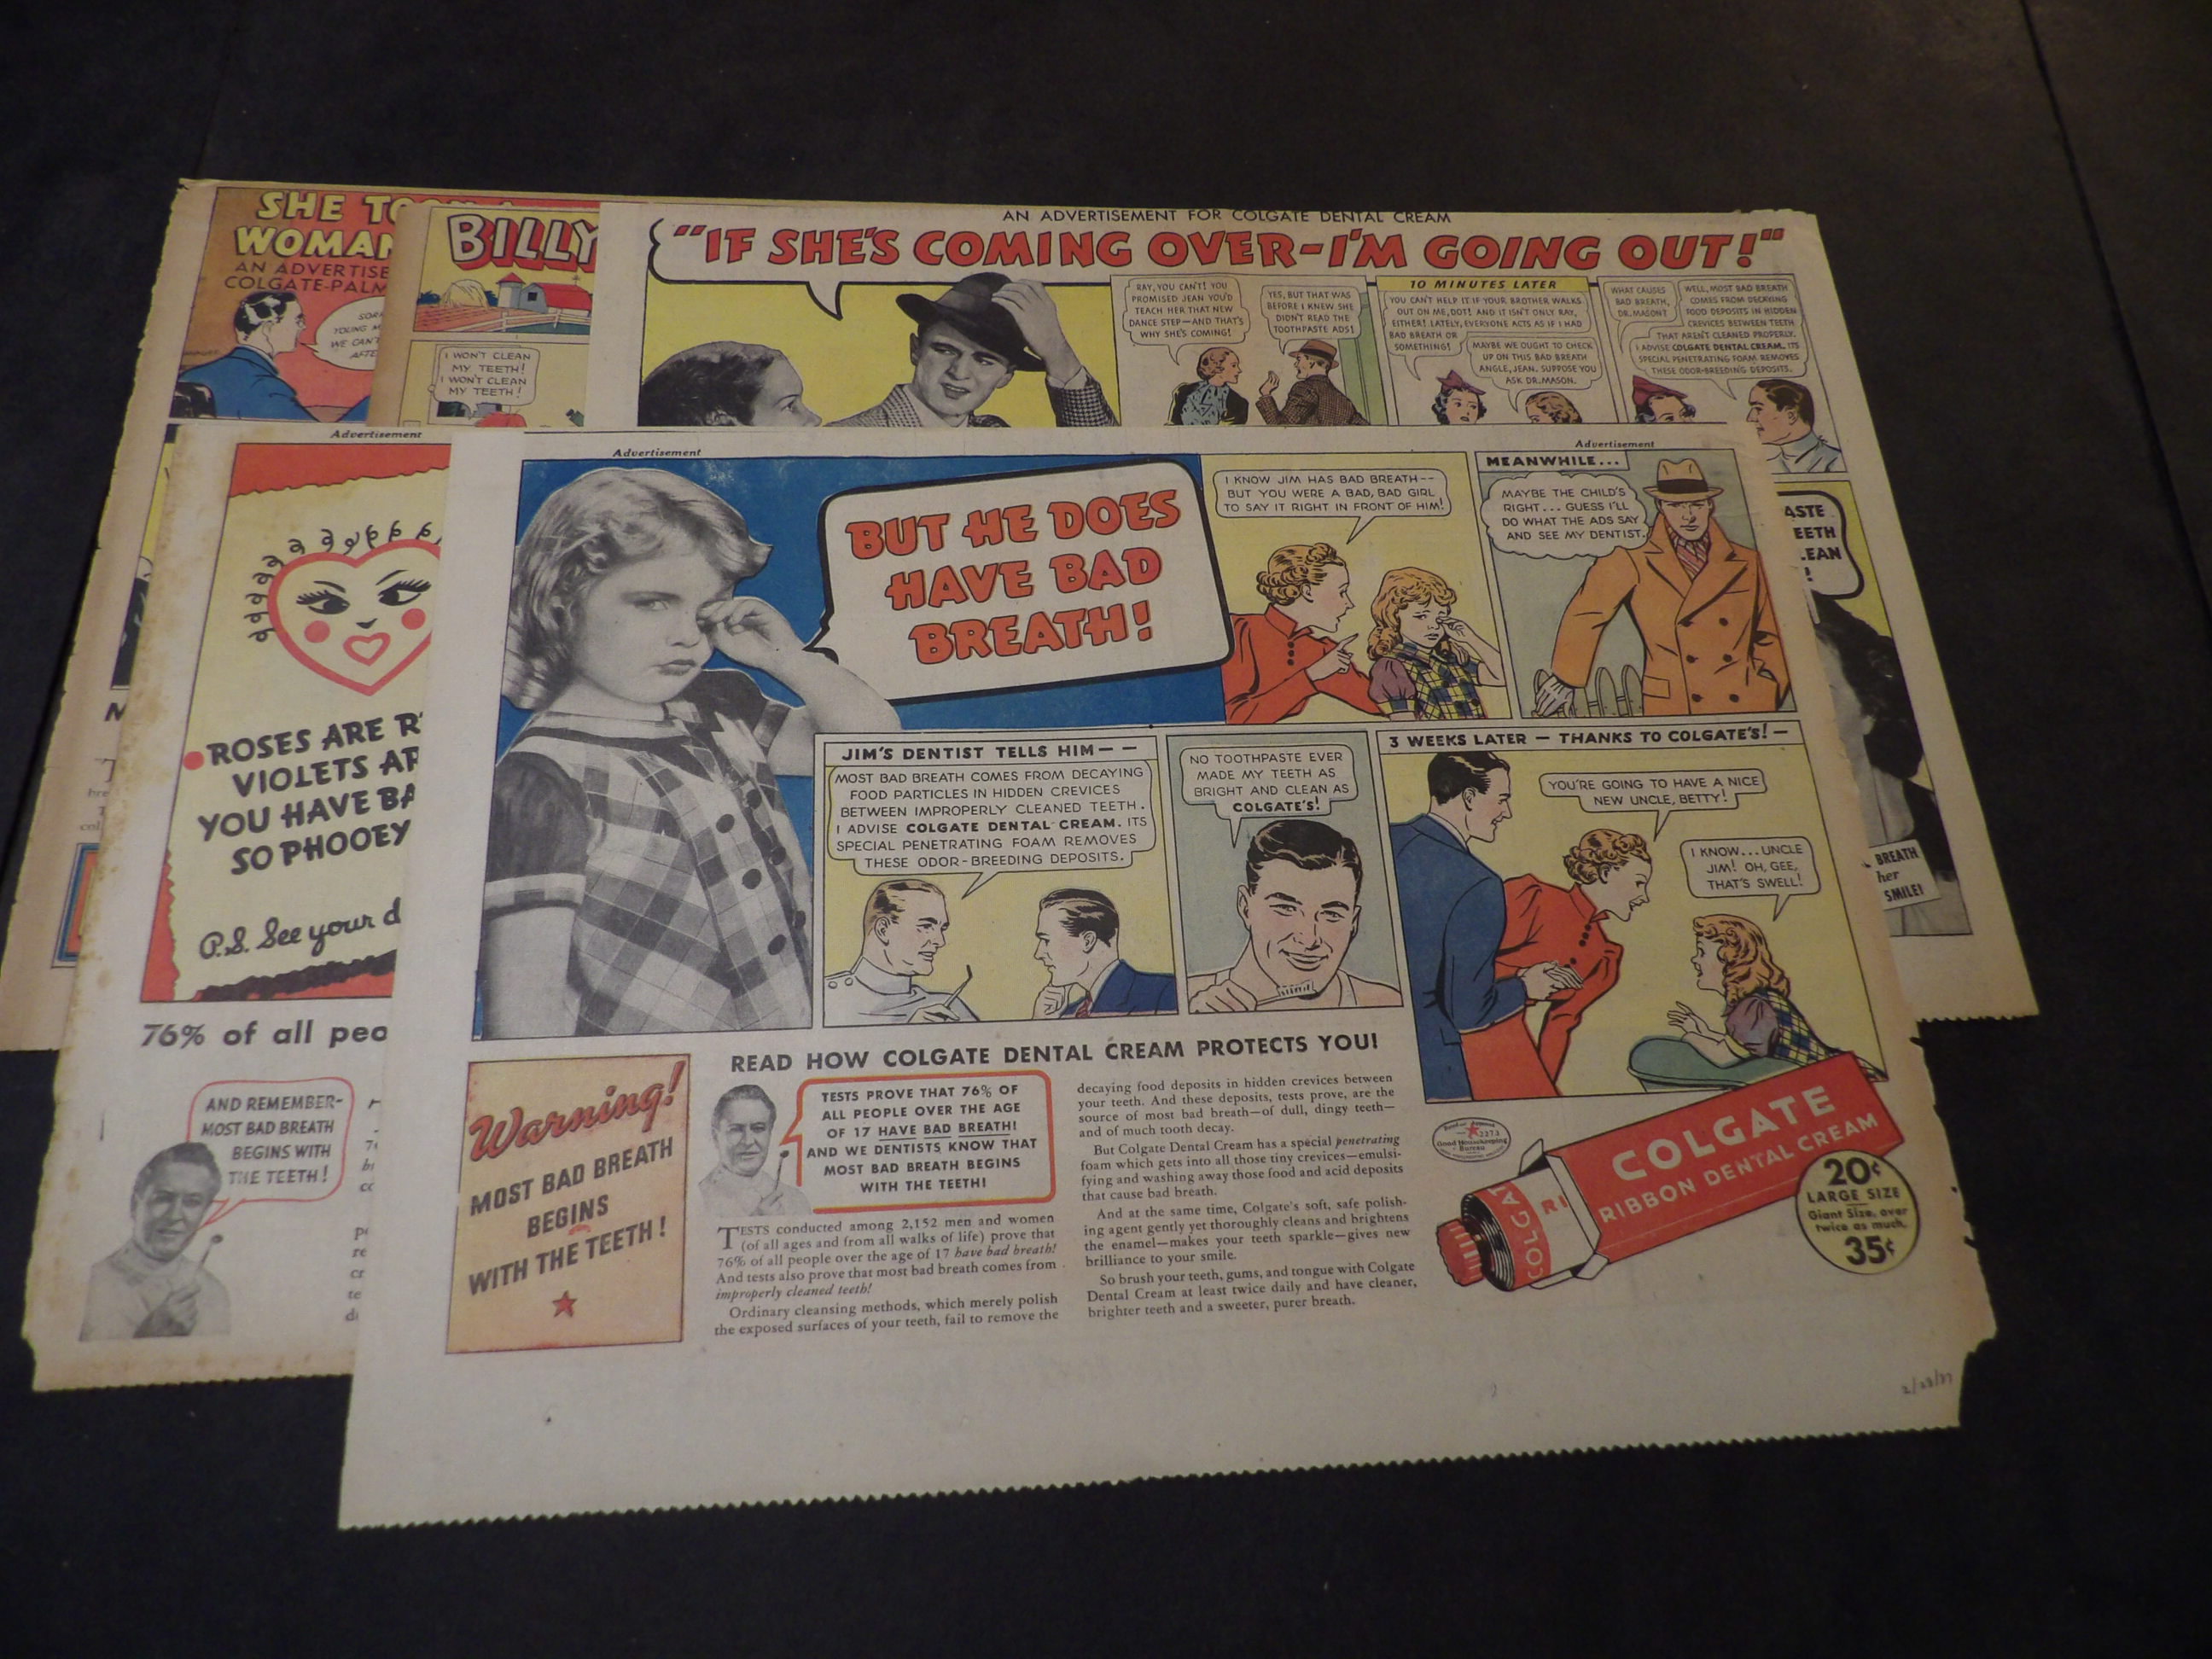 SHE
WOMAN
AN ADVERTISE
COLGATE-PALM
YOUNG
WE CAN'T
AFTE
BILLY
I WON'T CLEAN
MY TEETH!
I WON'T CLEAN
MY TEETH!
AN ADVERTISEMENT FOR COLGATE DENTAL CREAM
"IF SHE'S COMING OVER-I'M GOING OUT!"
RAY, YOU CAN'T! YOU
PROMISED JEAN YOU'D
TEACH HER THAT NEW
DANCE STEP—AND THAT'S
WHY SHE'S COMING!
YES, BUT THAT WAS
BEFORE I KNEW SHE
DIDN'T READ THE
TOOTHPASTE ADS!
10 MINUTES LATER
YOU CAN'T HELP IT IF YOUR BROTHER WALKS
OUT ON ME, DOT! AND IT ISN'T ONLY RAY,
EITHER! LATELY, EVERYONE ACTS AS IF I HAD
BAD BREATH OR
SOMETHING!
MAYBE WE OUGHT TO CHECK
UP ON THIS BAD BREATH
ANGLE, JEAN. SUPPOSE YOU
ASK DR. MASON.
WHAT CAUSES
BAD BREATH,
DR. MASON?
WELL, MOST BAD BREATH
COMES FROM DECAYING
FOOD DEPOSITS IN HIDDEN
CREVICES BETWEEN TEETH
THAT AREN'T CLEANED PROPERLY.
I ADVISE COLGATE DENTAL CREAM. ITS
SPECIAL PENETRATING FOAM REMOVES
THESE ODOR-BREEDING DEPOSITS.
ASTE
EETH
EAN
!
BREATH
her
SMILE!
Advertisement
ROSES ARE R
VIOLETS AR
YOU HAVE BA
SO PHOOEY
P.S. See your d
76% of all peo
AND REMEMBER-
MOST BAD BREATH
BEGINS WITH
THE TEETH!
Advertisement
Advertisement
BUT HE DOES
HAVE BAD
BREATH!
I KNOW JIM HAS BAD BREATH--
BUT YOU WERE A BAD, BAD GIRL
TO SAY IT RIGHT IN FRONT OF HIM!
MEANWHILE...
MAYBE THE CHILD'S
RIGHT... GUESS I'LL
DO WHAT THE ADS SAY
AND SEE MY DENTIST.
JIM'S DENTIST TELLS HIM— —
MOST BAD BREATH COMES FROM DECAYING
FOOD PARTICLES IN HIDDEN CREVICES
BETWEEN IMPROPERLY CLEANED TEETH.
I ADVISE COLGATE DENTAL CREAM. ITS
SPECIAL PENETRATING FOAM REMOVES
THESE ODOR-BREEDING DEPOSITS.
NO TOOTHPASTE EVER
MADE MY TEETH AS
BRIGHT AND CLEAN AS
COLGATE'S!
3 WEEKS LATER — THANKS TO COLGATE'S! —
YOU'RE GOING TO HAVE A NICE
NEW UNCLE, BETTY!
I KNOW...UNCLE
JIM! OH, GEE,
THAT'S SWELL!
Warning!
MOST BAD BREATH
BEGINS
WITH THE TEETH!
READ HOW COLGATE DENTAL CREAM PROTECTS YOU!
TESTS PROVE THAT 76% OF
ALL PEOPLE OVER THE AGE
OF 17 HAVE BAD BREATH!
AND WE DENTISTS KNOW THAT
MOST BAD BREATH BEGINS
WITH THE TEETH!
TESTS conducted among 2,152 men and women
(of all ages and from all walks of life) prove that
76% of all people over the age of 17 have bad breath!
And tests also prove that most bad breath comes from
improperly cleaned teeth!
Ordinary cleansing methods, which merely polish
the exposed surfaces of your teeth, fail to remove the
decaying food deposits in hidden crevices between
your teeth. And these deposits, tests prove, are the
source of most bad breath—of dull, dingy teeth—
and of much tooth decay.
But Colgate Dental Cream has a special penetrating
foam which gets into all those tiny crevices—emulsi-
fying and washing away those food and acid deposits
that cause bad breath.
And at the same time, Colgate's soft, safe polish-
ing agent gently yet thoroughly cleans and brightens
the enamel—makes your teeth sparkle—gives new
brilliance to your smile.
So brush your teeth, gums, and tongue with Colgate
Dental Cream at least twice daily and have cleaner,
brighter teeth and a sweeter, purer breath.
Good Housekeeping
Bureau
COLGATE
RIBBON DENTAL CREAM
COLGA
RI
20¢
LARGE SIZE
Giant Size, over
twice as much,
35¢